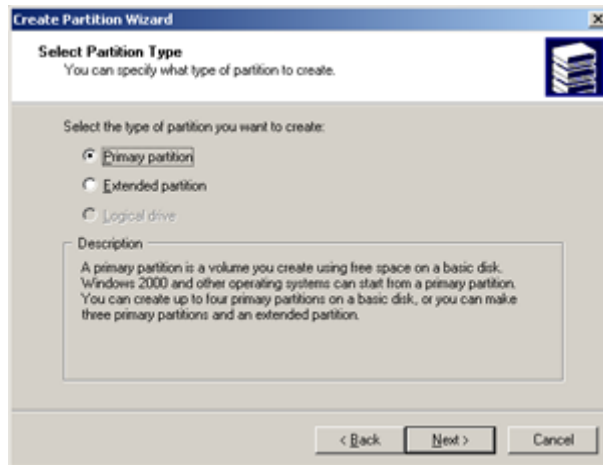 Create Partition Wizard
Select Partition Type
You can specify what type of partition to create.
Select the type of partition you want to create:
Primary partition
Extended partition
Logical drive
Description
A primary partition is a volume you create using free space on a basic disk.
Windows 2000 and other operating systems can start from a primary partition.
You can create up to four primary partitions on a basic disk, or you can make
three primary partitions and an extended partition.
< Back
Next >
Cancel